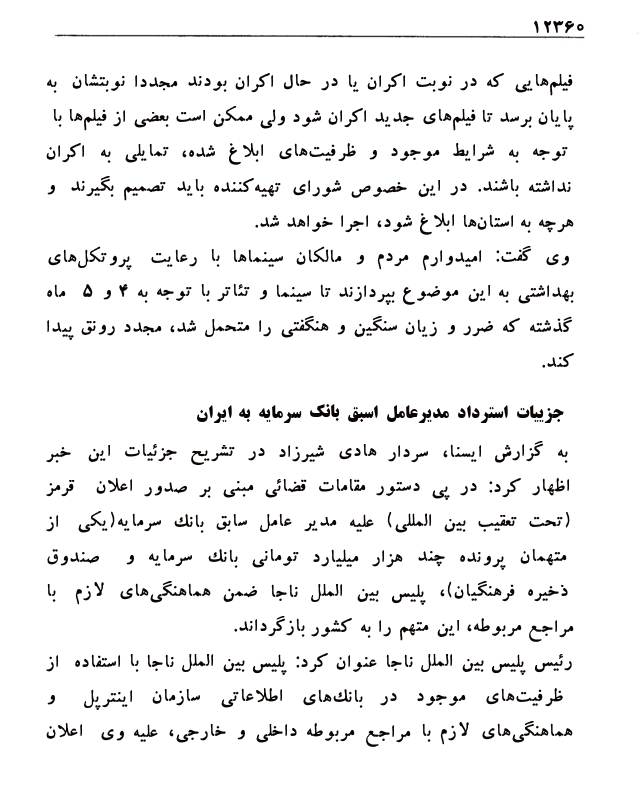 ۱۲۳۶۰
فیلم‌هایی که در نوبت اکران یا در حال اکران بودند مجددا نوبتشان به
پایان برسد تا فیلم‌های جدید اکران شود ولی ممکن است بعضی از فیلم‌ها با
توجه به شرایط موجود و ظرفیت‌های ابلاغ شده، تمایلی به اکران
نداشته باشند. در این خصوص شورای تهیه‌کننده باید تصمیم بگیرند و
هرچه به استان‌ها ابلاغ شود، اجرا خواهد شد.
وی گفت: امیدوارم مردم و مالکان سینماها با رعایت پروتکل‌های
بهداشتی به این موضوع بپردازند تا سینما و تئاتر با توجه به ۴ و ۵ ماه
گذشته که ضرر و زیان سنگین و هنگفتی را متحمل شد، مجدد رونق پیدا
کند.
جزییات استرداد مدیرعامل اسبق بانک سرمایه به ایران
به گزارش ایسنا، سردار هادی شیرزاد در تشریح جزئیات این خبر
اظهار کرد: در پی دستور مقامات قضائی مبنی بر صدور اعلان قرمز
(تحت تعقیب بین المللی) علیه مدیر عامل سابق بانك سرمایه(یکی از
متهمان پرونده چند هزار میلیارد تومانی بانك سرمایه و صندوق
ذخیره فرهنگیان)، پلیس بین الملل ناجا ضمن هماهنگی‌های لازم با
مراجع مربوطه، این متهم را به کشور بازگرداند.
رئیس پلیس بین الملل ناجا عنوان کرد: پلیس بین الملل ناجا با استفاده از
ظرفیت‌های موجود در بانك‌های اطلاعاتی سازمان اینترپل و
هماهنگی‌های لازم با مراجع مربوطه داخلی و خارجی، علیه وی اعلان